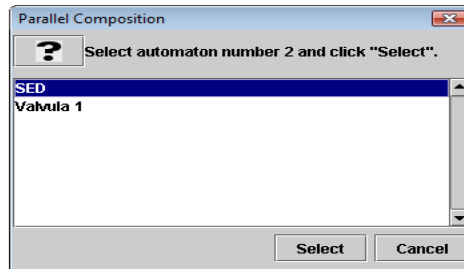 Parallel Composition
? Select automaton number 2 and click "Select".
SED
Valvula 1
Select Cancel